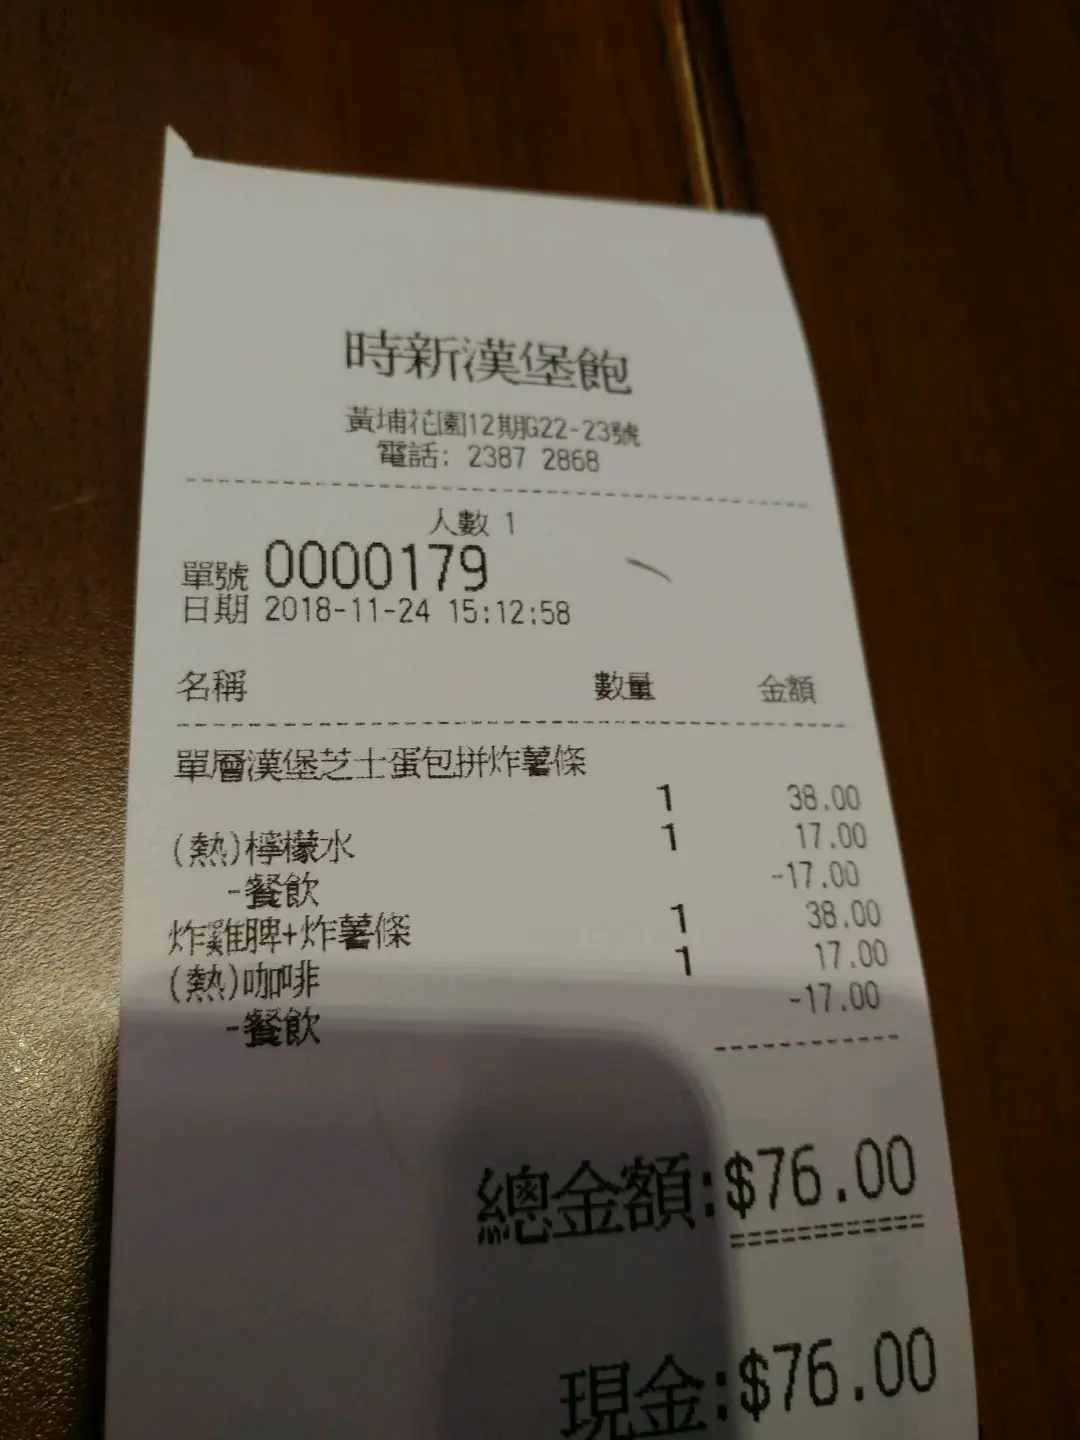 時新漢堡飽
黃埔花園12期G22-23號
電話: 2387 2868
人數 1
單號 0000179
日期 2018-11-24 15:12:58
名稱 數量 金額
單層漢堡芝士蛋包拼炸薯條
1 38.00
(熱)檸檬水 1 17.00
-餐飲 -17.00
炸雞脾+炸薯條 1 38.00
(熱)咖啡 1 17.00
-餐飲 -17.00
總金額:$76.00
現金:$76.00